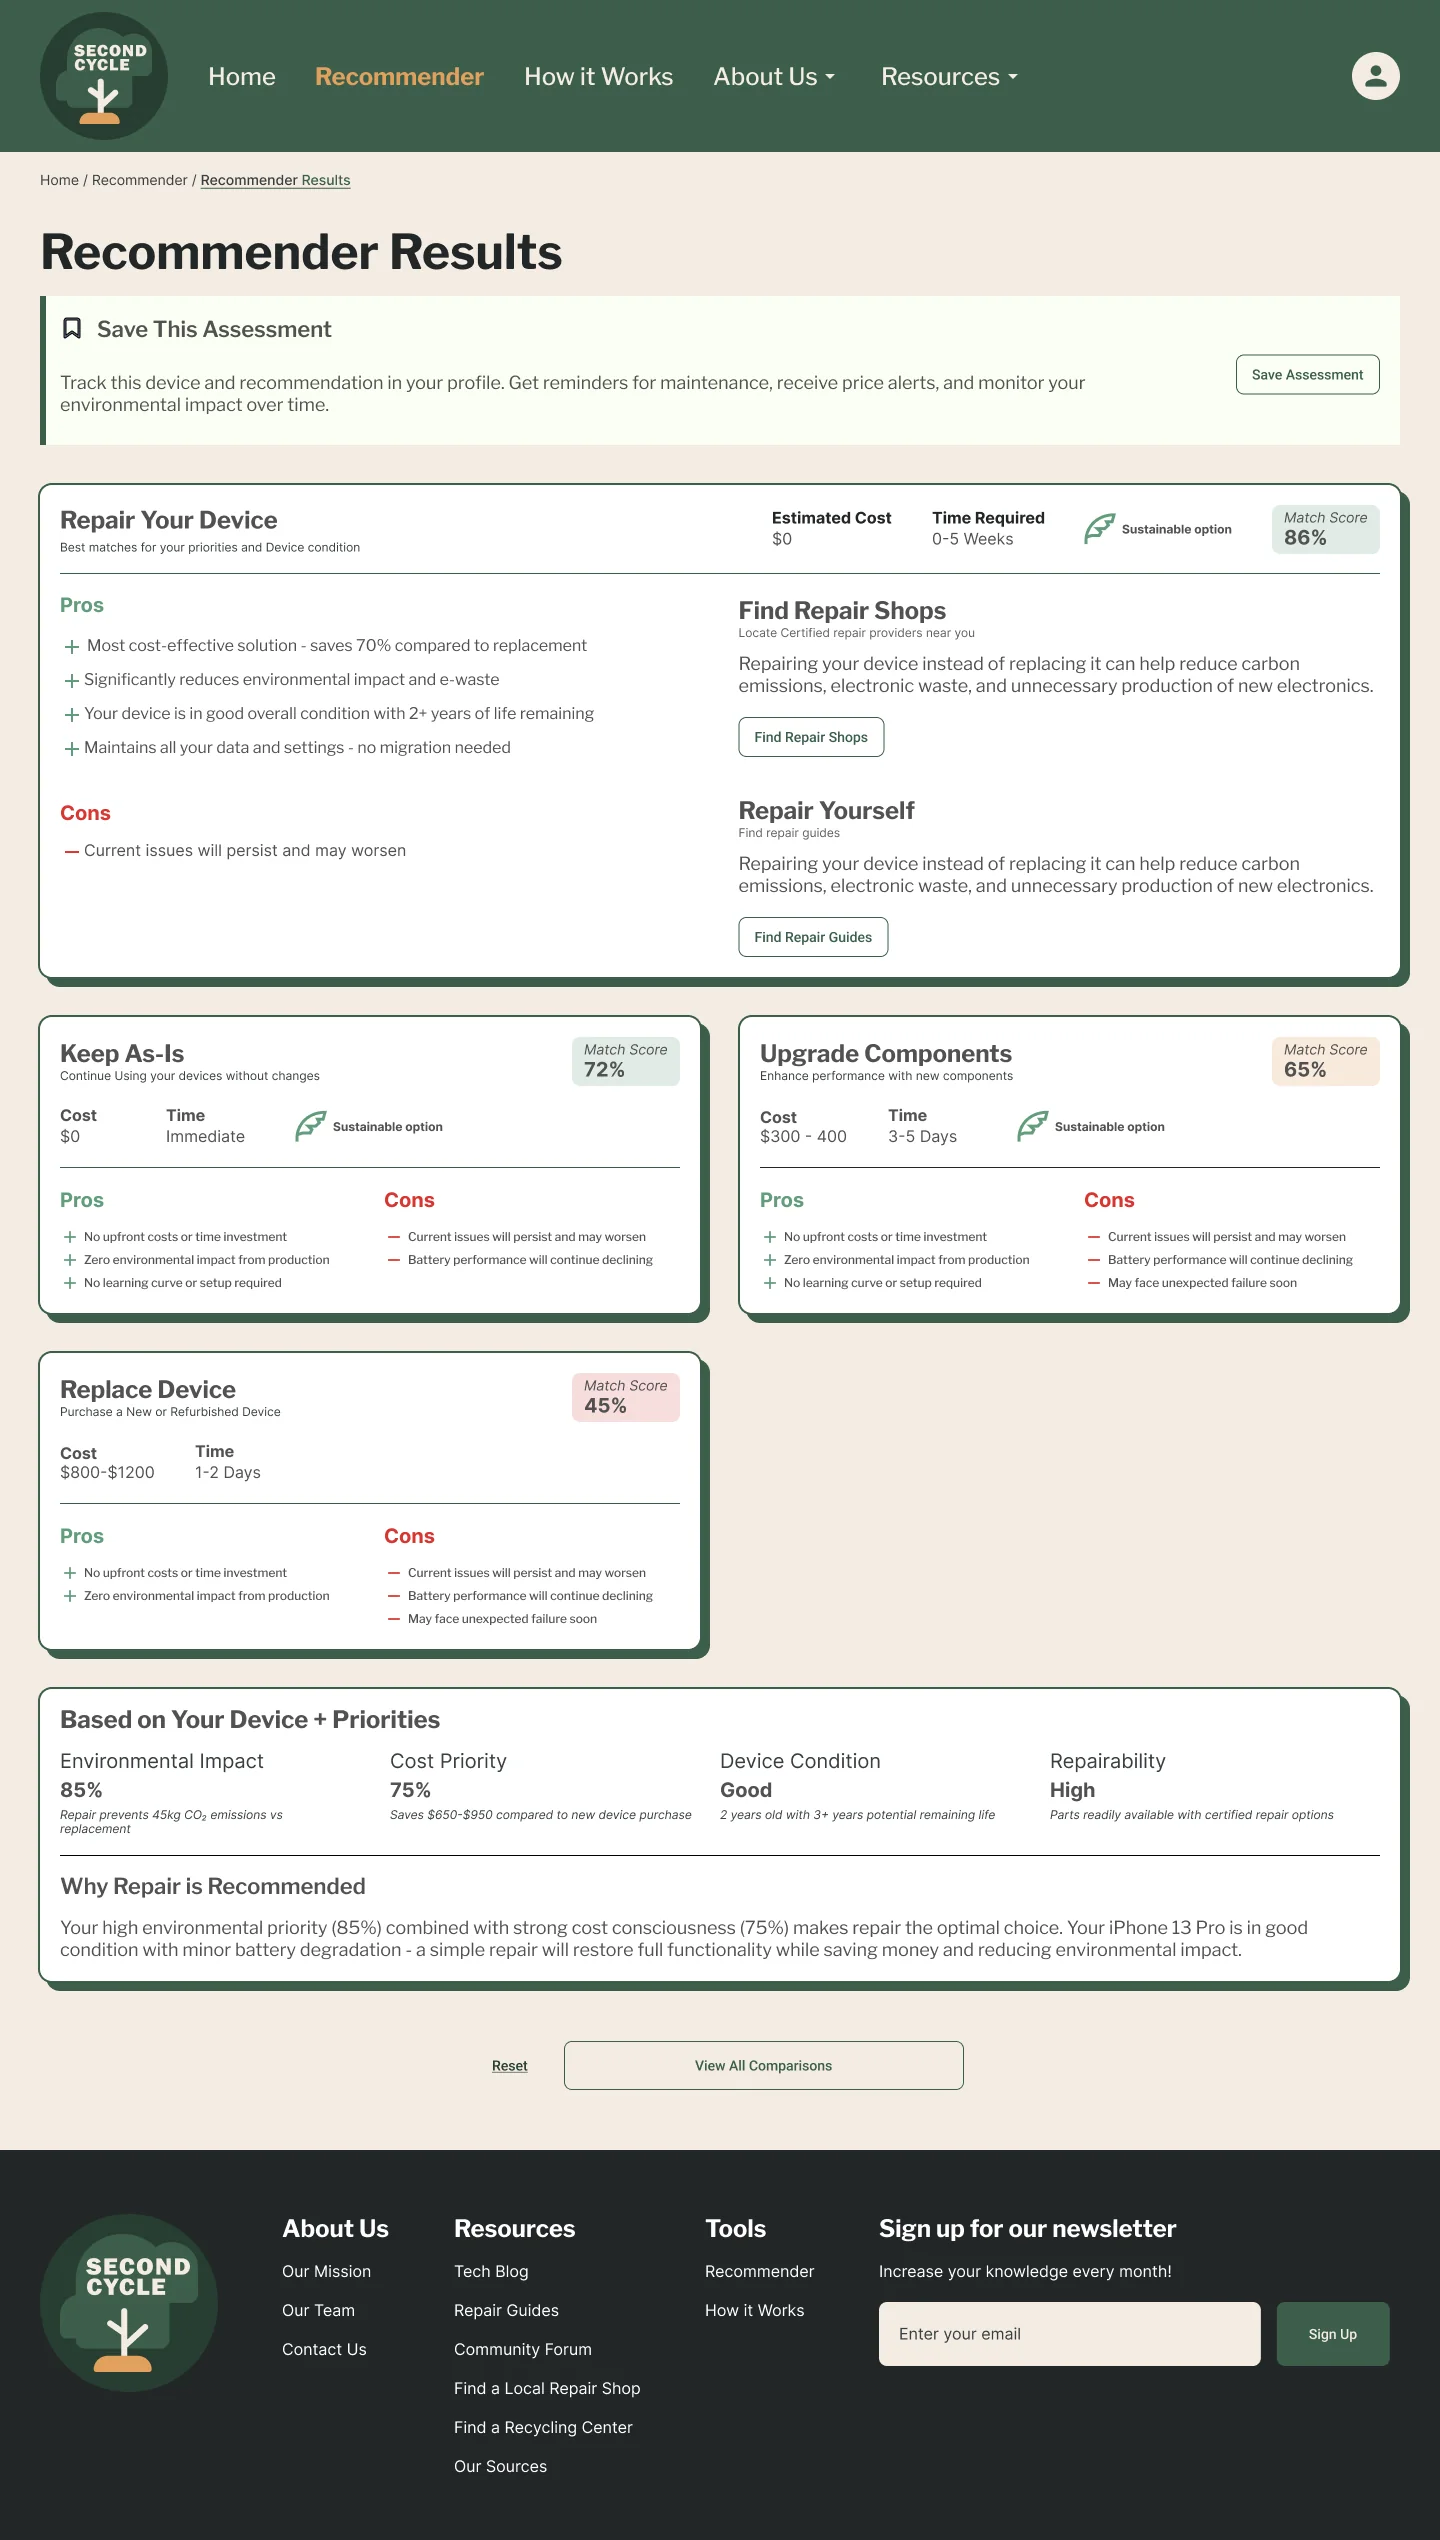 SECOND
CYCLE
Home
Recommender
How it Works
About Us
Resources
Home / Recommender / Recommender Results
Recommender Results
Save This Assessment
Track this device and recommendation in your profile. Get reminders for maintenance, receive price alerts, and monitor your
environmental impact over time.
Save Assessment
Repair Your Device
Best matches for your priorities and Device condition
Estimated Cost
$0
Time Required
0-5 Weeks
Sustainable option
Match Score
86%
Pros
Most cost-effective solution - saves 70% compared to replacement
Significantly reduces environmental impact and e-waste
Your device is in good overall condition with 2+ years of life remaining
Maintains all your data and settings - no migration needed
Cons
Current issues will persist and may worsen
Find Repair Shops
Locate Certified repair providers near you
Repairing your device instead of replacing it can help reduce carbon
emissions, electronic waste, and unnecessary production of new electronics.
Find Repair Shops
Repair Yourself
Find repair guides
Repairing your device instead of replacing it can help reduce carbon
emissions, electronic waste, and unnecessary production of new electronics.
Find Repair Guides
Keep As-Is
Continue Using your devices without changes
Match Score
72%
Cost
$0
Time
Immediate
Sustainable option
Pros
No upfront costs or time investment
Zero environmental impact from production
No learning curve or setup required
Cons
Current issues will persist and may worsen
Battery performance will continue declining
Upgrade Components
Enhance performance with new components
Match Score
65%
Cost
$300 - 400
Time
3-5 Days
Sustainable option
Pros
No upfront costs or time investment
Zero environmental impact from production
No learning curve or setup required
Cons
Current issues will persist and may worsen
Battery performance will continue declining
May face unexpected failure soon
Replace Device
Purchase a New or Refurbished Device
Match Score
45%
Cost
$800-$1200
Time
1-2 Days
Pros
No upfront costs or time investment
Zero environmental impact from production
Cons
Current issues will persist and may worsen
Battery performance will continue declining
May face unexpected failure soon
Based on Your Device + Priorities
Environmental Impact
85%
Repair prevents 45kg CO₂ emissions vs
replacement
Cost Priority
75%
Saves $650-$950 compared to new device purchase
Device Condition
Good
2 years old with 3+ years potential remaining life
Repairability
High
Parts readily available with certified repair options
Why Repair is Recommended
Your high environmental priority (85%) combined with strong cost consciousness (75%) makes repair the optimal choice. Your iPhone 13 Pro is in good
condition with minor battery degradation - a simple repair will restore full functionality while saving money and reducing environmental impact.
Reset
View All Comparisons
SECOND
CYCLE
About Us
Our Mission
Our Team
Contact Us
Resources
Tech Blog
Repair Guides
Community Forum
Find a Local Repair Shop
Find a Recycling Center
Our Sources
Tools
Recommender
How it Works
Sign up for our newsletter
Increase your knowledge every month!
Enter your email
Sign Up